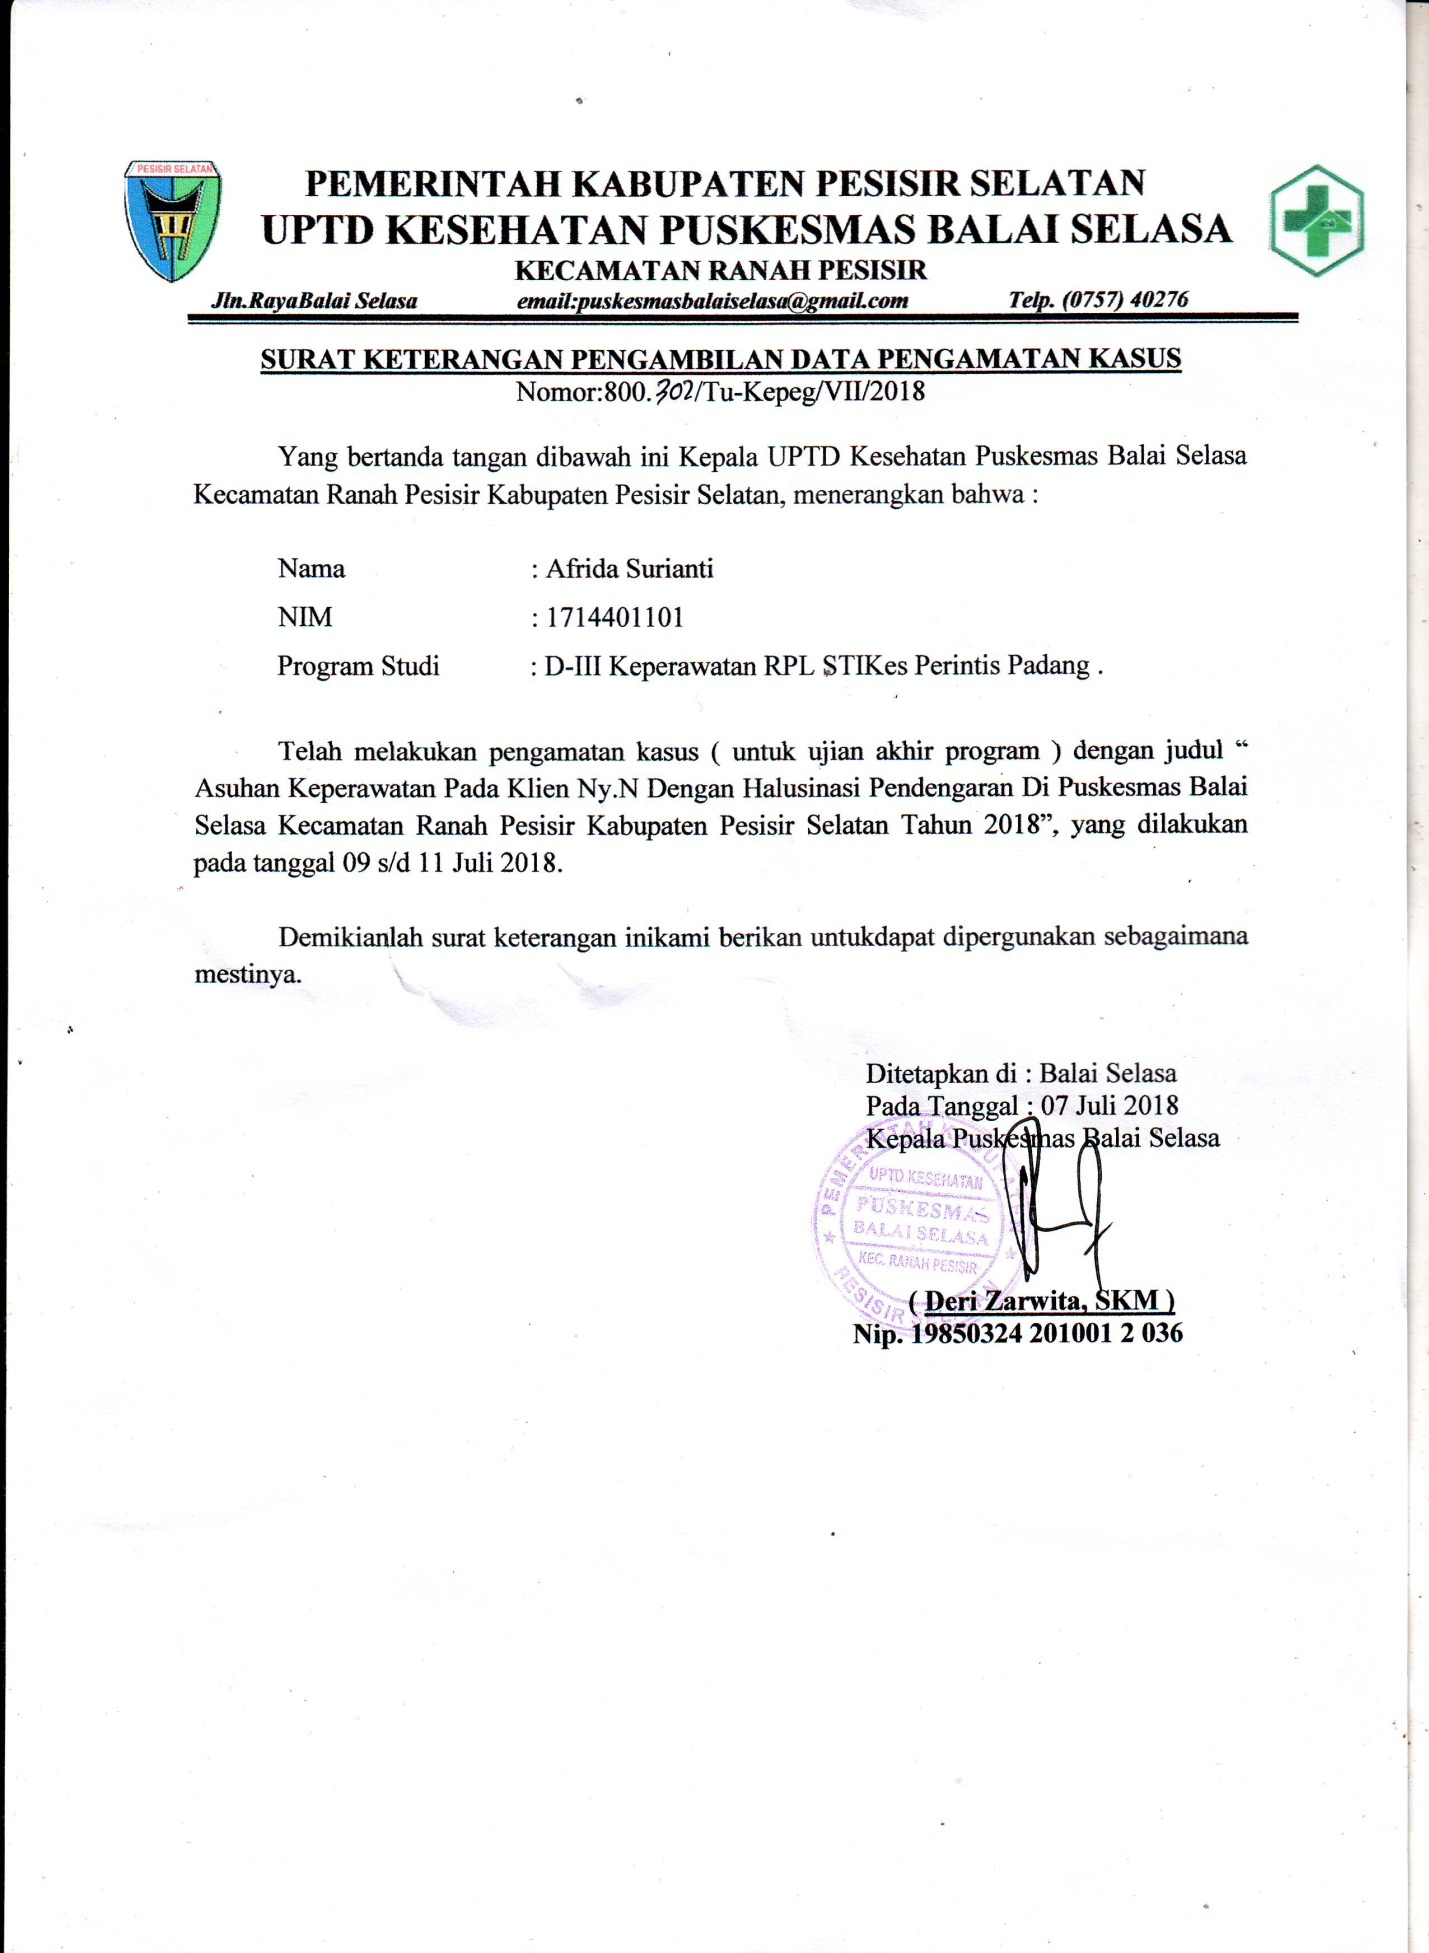 PESISIR SELATAN
PEMERINTAH KABUPATEN PESISIR SELATAN
UPTD KESEHATAN PUSKESMAS BALAI SELASA
KECAMATAN RANAH PESISIR
Jln.RayaBalai Selasa email:puskesmasbalaiselasa@gmail.com Telp. (0757) 40276
SURAT KETERANGAN PENGAMBILAN DATA PENGAMATAN KASUS
Nomor:800.302/Tu-Kepeg/VII/2018
Yang bertanda tangan dibawah ini Kepala UPTD Kesehatan Puskesmas Balai Selasa
Kecamatan Ranah Pesisir Kabupaten Pesisir Selatan, menerangkan bahwa :
Nama : Afrida Surianti
NIM : 1714401101
Program Studi : D-III Keperawatan RPL STIKes Perintis Padang .
Telah melakukan pengamatan kasus ( untuk ujian akhir program ) dengan judul “
Asuhan Keperawatan Pada Klien Ny.N Dengan Halusinasi Pendengaran Di Puskesmas Balai
Selasa Kecamatan Ranah Pesisir Kabupaten Pesisir Selatan Tahun 2018”, yang dilakukan
pada tanggal 09 s/d 11 Juli 2018.
Demikianlah surat keterangan inikami berikan untukdapat dipergunakan sebagaimana
mestinya.
Ditetapkan di : Balai Selasa
Pada Tanggal : 07 Juli 2018
Kepala Puskesmas Balai Selasa
PEMERINTAH KABUPATEN
UPTD KESEHATAN
PUSKESMAS
BALAI SELASA
KEC. RANAH PESISIR
PESISIR SELATAN
( Deri Zarwita, SKM )
Nip. 19850324 201001 2 036